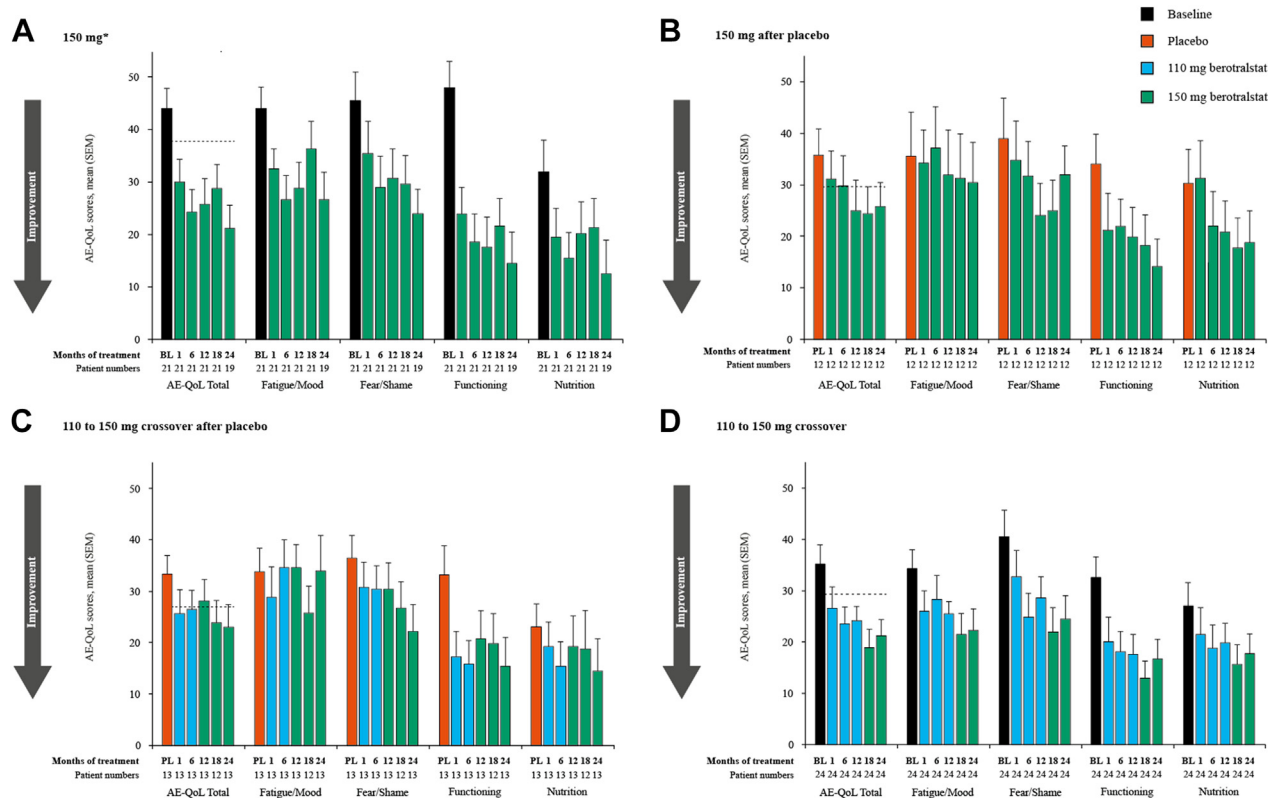 Baseline
Placebo
110 mg berotralstat
150 mg berotralstat
A
150 mg*
Improvement
AE-QoL scores, mean (SEM)
50
40
30
20
10
0
Months of treatment BL 1 6 12 18 24 BL 1 6 12 18 24 BL 1 6 12 18 24 BL 1 6 12 18 24 BL 1 6 12 18 24
Patient numbers 21 21 21 21 21 19 21 21 21 21 21 19 21 21 21 21 21 19 21 21 21 21 21 19 21 21 21 21 21 19
AE-QoL Total Fatigue/Mood Fear/Shame Functioning Nutrition
B
150 mg after placebo
Improvement
AE-QoL scores, mean (SEM)
50
40
30
20
10
0
Months of treatment PL 1 6 12 18 24 PL 1 6 12 18 24 PL 1 6 12 18 24 PL 1 6 12 18 24 PL 1 6 12 18 24
Patient numbers 12 12 12 12 12 12 12 12 12 12 12 12 12 12 12 12 12 12 12 12 12 12 12 12 12 12 12 12 12 12
AE-QoL Total Fatigue/Mood Fear/Shame Functioning Nutrition
C
110 to 150 mg crossover after placebo
Improvement
AE-QoL scores, mean (SEM)
50
40
30
20
10
0
Months of treatment PL 1 6 12 18 24 PL 1 6 12 18 24 PL 1 6 12 18 24 PL 1 6 12 18 24 PL 1 6 12 18 24
Patient numbers 13 13 13 13 12 13 13 13 13 13 12 13 13 13 13 13 12 13 13 13 13 13 12 13 13 13 13 13 12 13
AE-QoL Total Fatigue/Mood Fear/Shame Functioning Nutrition
D
110 to 150 mg crossover
Improvement
AE-QoL scores, mean (SEM)
50
40
30
20
10
0
Months of treatment BL 1 6 12 18 24 BL 1 6 12 18 24 BL 1 6 12 18 24 BL 1 6 12 18 24 BL 1 6 12 18 24
Patient numbers 24 24 24 24 24 24 24 24 24 24 24 24 24 24 24 24 24 24 24 24 24 24 24 24 24 24 24 24 24 24
AE-QoL Total Fatigue/Mood Fear/Shame Functioning Nutrition